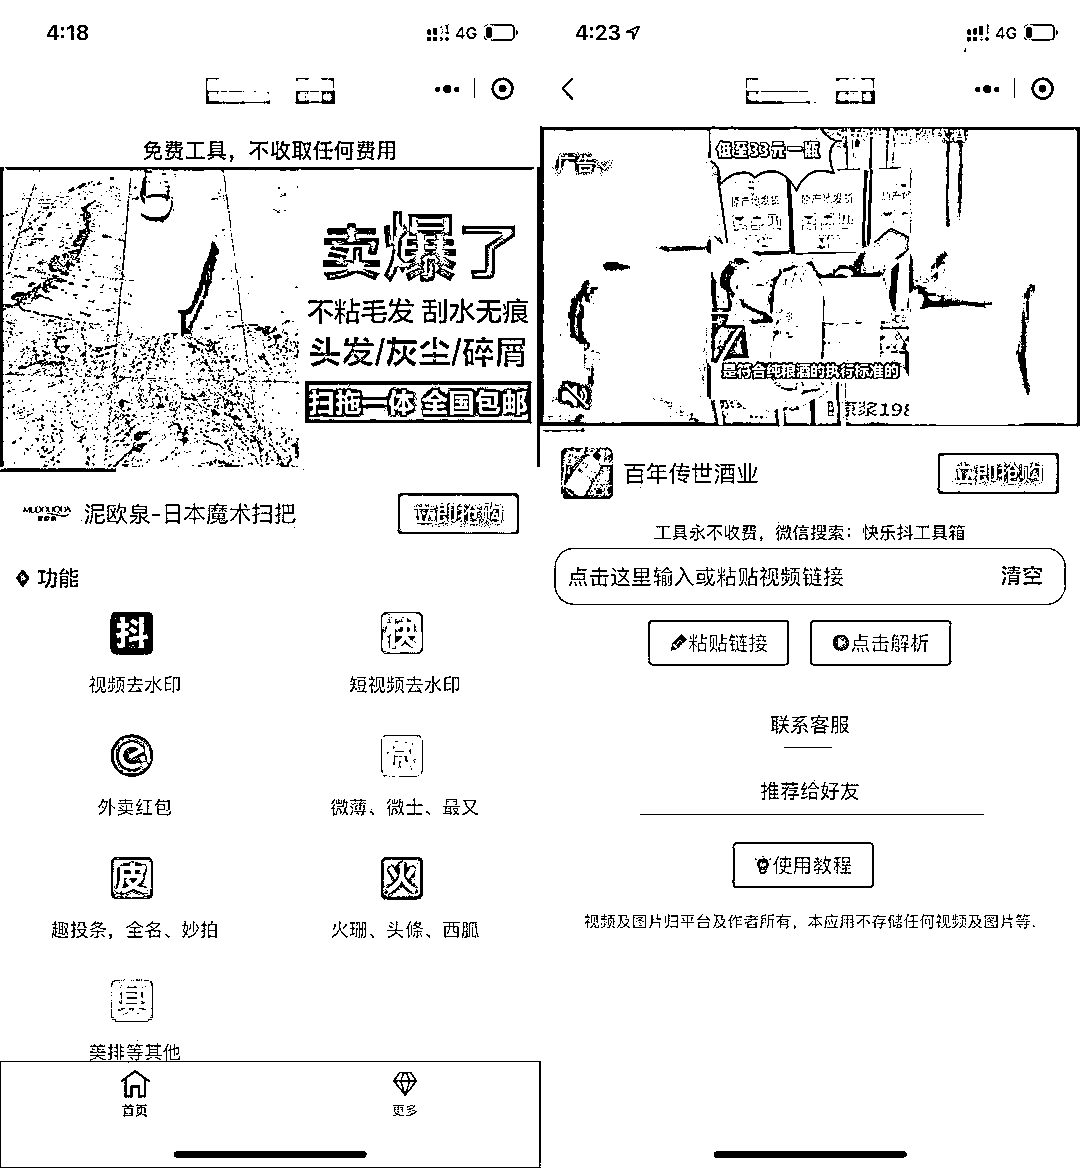 4:18
4G
免费工具，不收取任何费用
卖爆了
不粘毛发 刮水无痕
头发/灰尘/碎屑
扫拖一体 全国包邮
泥欧泉-日本魔术扫把
立即抢购
功能
抖
快
视频去水印
短视频去水印
外卖红包
微薄、微士、最又
皮
火
趣投条，全名、妙拍
火珊、头條、西瓜
其
美排等其他
首页
更多
4:23
4G
广告
低至33元一瓶
是符合纯粮酒的执行标准的
百年传世酒业
立即抢购
工具永不收费，微信搜索：快乐抖工具箱
点击这里输入或粘贴视频链接
清空
粘贴链接
点击解析
联系客服
推荐给好友
使用教程
视频及图片归平台及作者所有，本应用不存储任何视频及图片等.